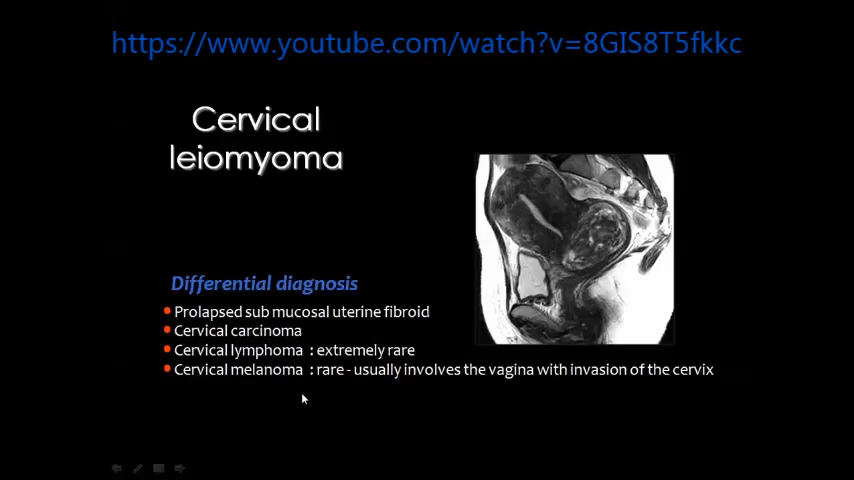 https://www.youtube.com/watch?v=8GIS8T5fkkc
Cervical
leiomyoma
Differential diagnosis
Prolapsed sub mucosal uterine fibroid
Cervical carcinoma
Cervical lymphoma : extremely rare
Cervical melanoma : rare - usually involves the vagina with invasion of the cervix